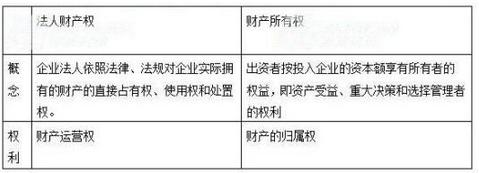 法人财产权
财产所有权
概念
企业法人依照法律、法规对企业实际拥
有的财产的直接占有权、使用权和处置
权。
出资者按投入企业的资本额享有所有者的
权益，即资产受益、重大决策和选择管理者
的权利
权利
财产运营权
财产的归属权